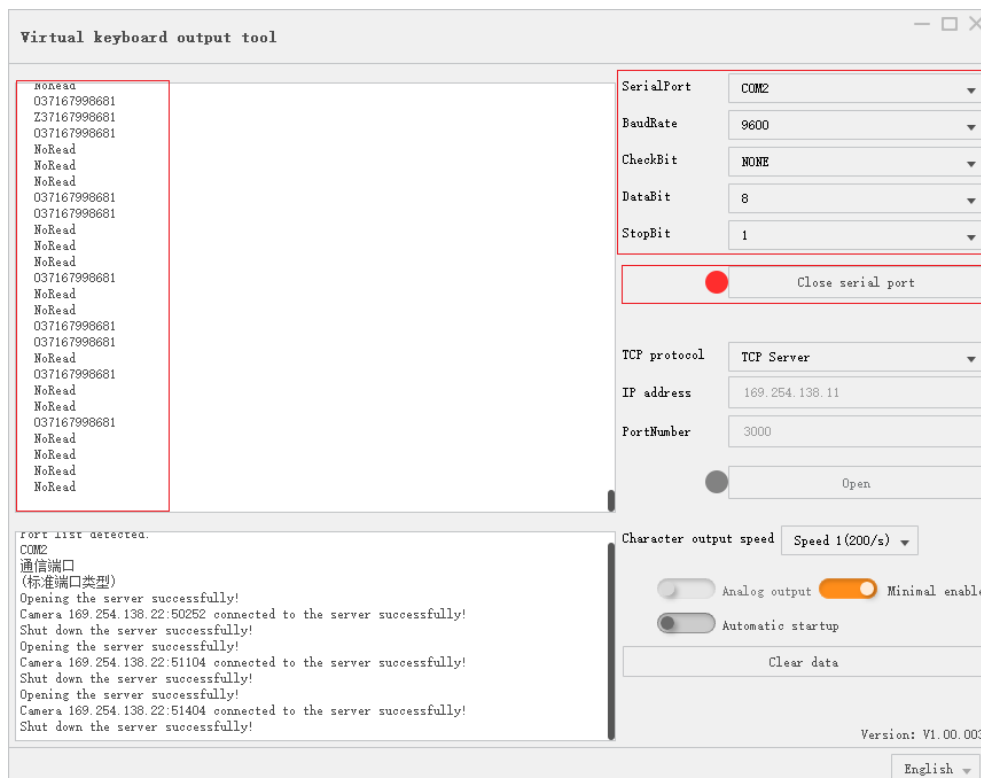 Virtual keyboard output tool
NoRead
037167998681
Z37167998681
037167998681
NoRead
NoRead
NoRead
037167998681
037167998681
NoRead
NoRead
NoRead
037167998681
NoRead
NoRead
037167998681
037167998681
NoRead
037167998681
NoRead
NoRead
037167998681
NoRead
NoRead
NoRead
NoRead
Port list detected.
COM2
通信端口
(标准端口类型)
Opening the server successfully!
Camera 169.254.138.22:50252 connected to the server successfully!
Shut down the server successfully!
Opening the server successfully!
Camera 169.254.138.22:51104 connected to the server successfully!
Shut down the server successfully!
Opening the server successfully!
Camera 169.254.138.22:51404 connected to the server successfully!
Shut down the server successfully!
SerialPort COM2
BaudRate 9600
CheckBit NONE
DataBit 8
StopBit 1
Close serial port
TCP protocol TCP Server
IP address 169.254.138.11
PortNumber 3000
Open
Character output speed Speed 1(200/s)
Analog output Minimal enable
Automatic startup
Clear data
Version: V1.00.003
English